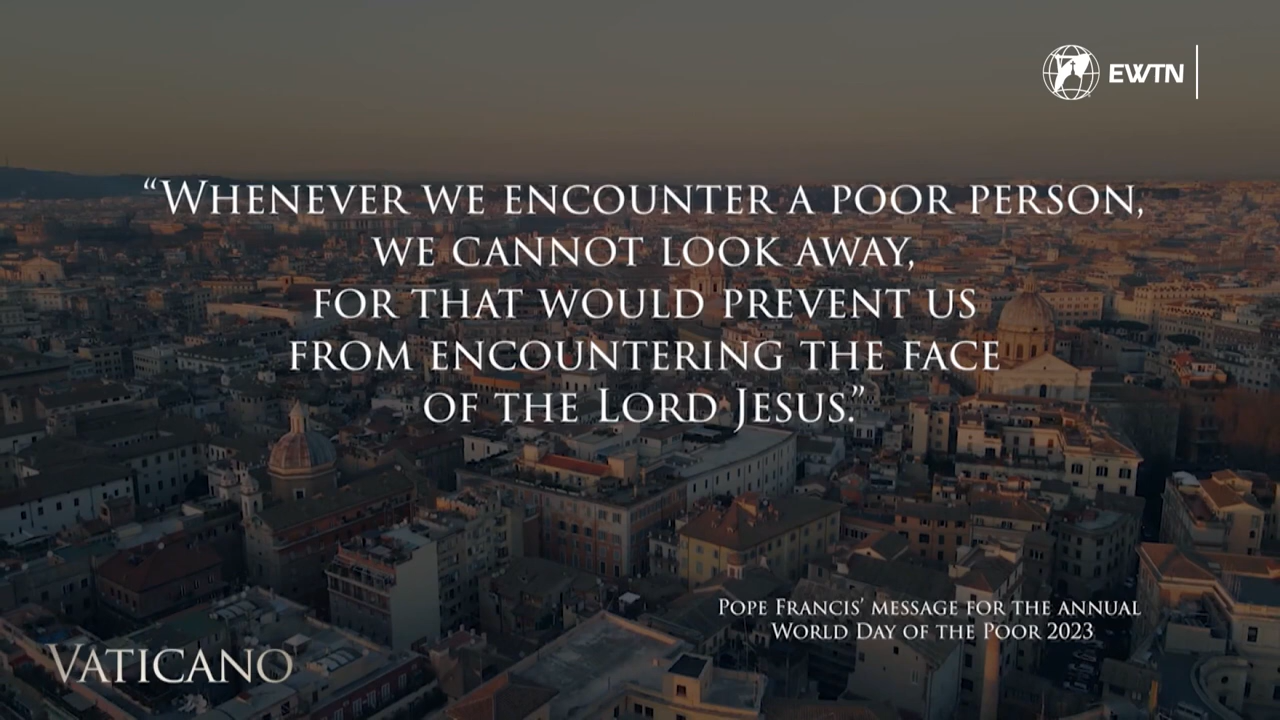 EWTN
“Whenever we encounter a poor person,
we cannot look away,
for that would prevent us
from encountering the face
of the Lord Jesus.”
Pope Francis’ message for the annual
World Day of the Poor 2023
Vaticano